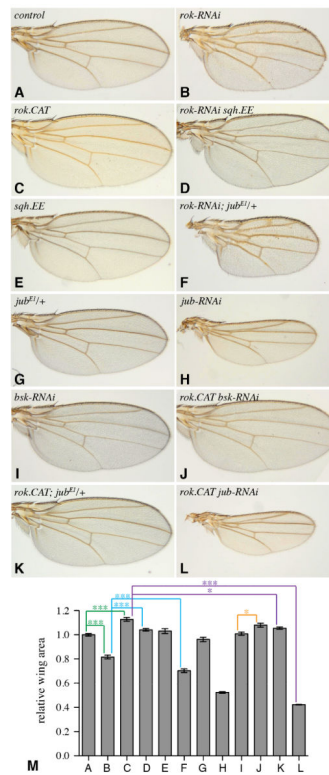 control
A
rok-RNAi
B
rok.CAT
C
rok-RNAi sqh.EE
D
sqh.EE
E
rok-RNAi; jubE1/+
F
jubE1/+
G
jub-RNAi
H
bsk-RNAi
I
rok.CAT bsk-RNAi
J
rok.CAT; jubE1/+
K
rok.CAT jub-RNAi
L
***
*
***
***
***
***
*
relative wing area
1.2
1.0
0.8
0.6
0.4
0.2
0.0
A B C D E F G H I J K L
M